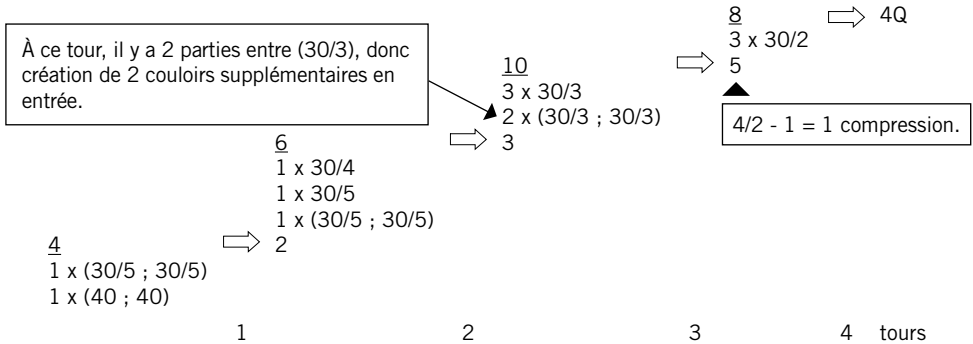 À ce tour, il y a 2 parties entre (30/3), donc
création de 2 couloirs supplémentaires en
entrée.
4
1 x (30/5 ; 30/5)
1 x (40 ; 40)
6
1 x 30/4
1 x 30/5
1 x (30/5 ; 30/5)
2
10
3 x 30/3
2 x (30/3 ; 30/3)
3
8
3 x 30/2
5
4/2 - 1 = 1 compression.
4Q
1 2 3 4 tours